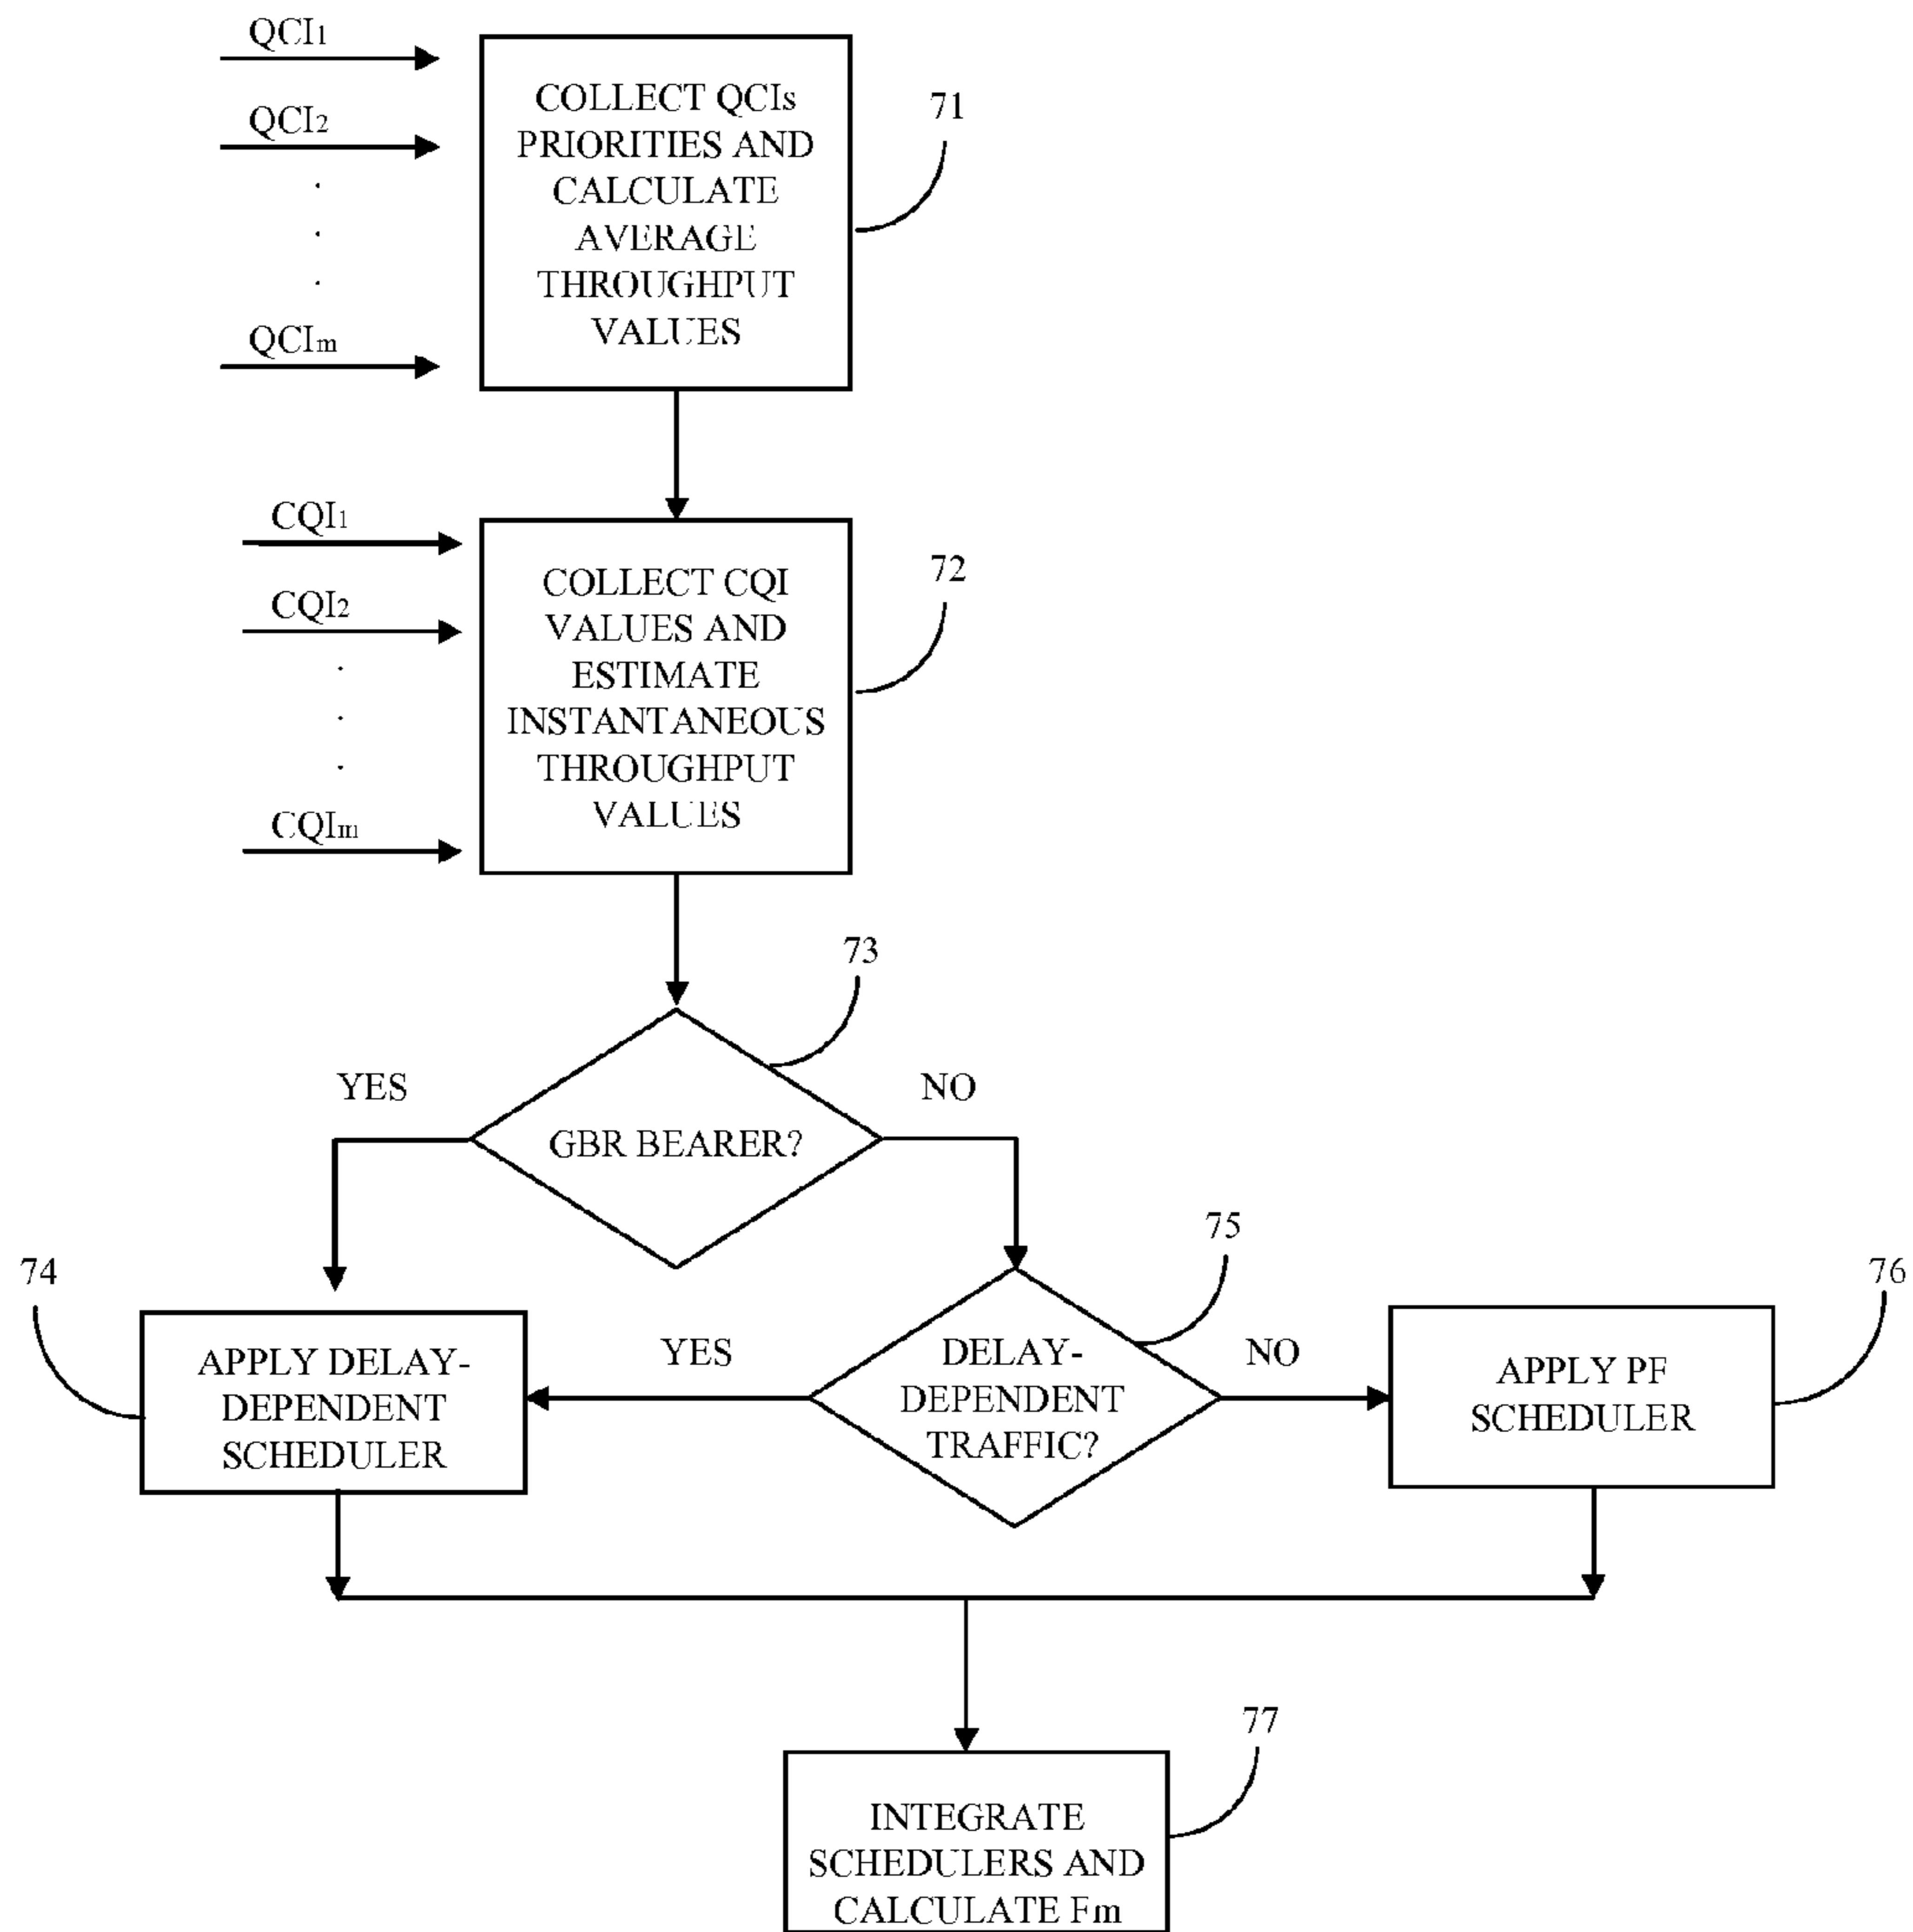 QCI1
QCI2
QCIm
COLLECT QCIs
PRIORITIES AND
CALCULATE
AVERAGE
THROUGHPUT
VALUES
71
CQI1
CQI2
CQIm
COLLECT CQI
VALUES AND
ESTIMATE
INSTANTANEOUS
THROUGHPUT
VALUES
72
73
YES
NO
GBR BEARER?
74
75
76
APPLY DELAY-
DEPENDENT
SCHEDULER
YES
DELAY-
DEPENDENT
TRAFFIC?
NO
APPLY PF
SCHEDULER
77
INTEGRATE
SCHEDULERS AND
CALCULATE Fm